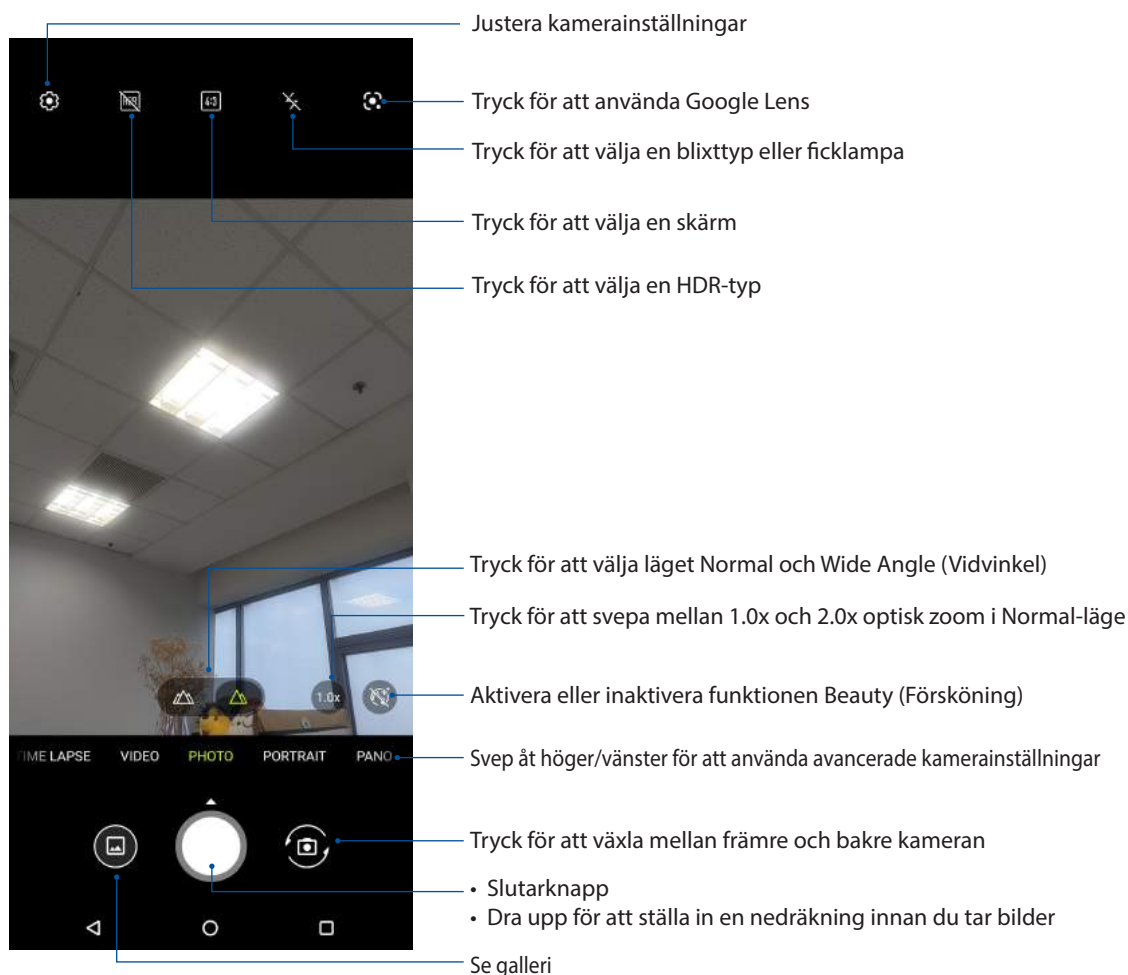 Justera kamerainställningar
HDR
4:3
Tryck för att använda Google Lens
Tryck för att välja en blixttyp eller ficklampa
Tryck för att välja en skärm
Tryck för att välja en HDR-typ
Tryck för att välja läget Normal och Wide Angle (Vidvinkel)
Tryck för att svepa mellan 1.0x och 2.0x optisk zoom i Normal-läge
1.0x
Aktivera eller inaktivera funktionen Beauty (Försköning)
TIME LAPSE VIDEO PHOTO PORTRAIT PANO
Svep åt höger/vänster för att använda avancerade kamerainställningar
Tryck för att växla mellan främre och bakre kameran
• Slutarknapp
• Dra upp för att ställa in en nedräkning innan du tar bilder
Se galleri